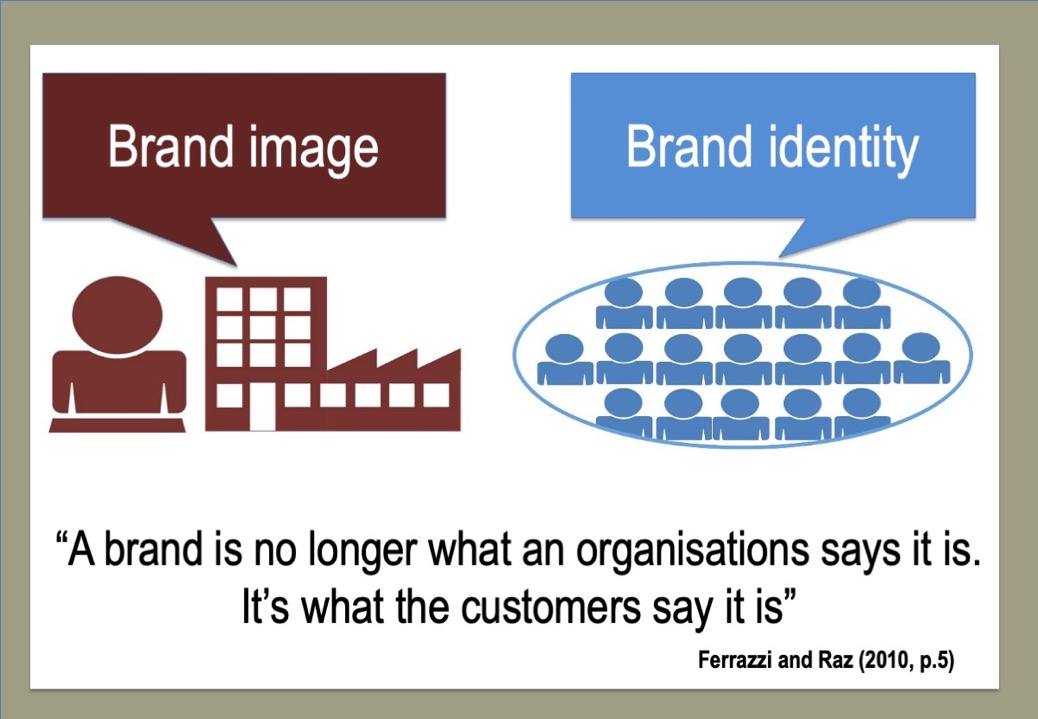 Brand image
Brand identity
“A brand is no longer what an organisations says it is.
It’s what the customers say it is”
Ferrazzi and Raz (2010, p.5)